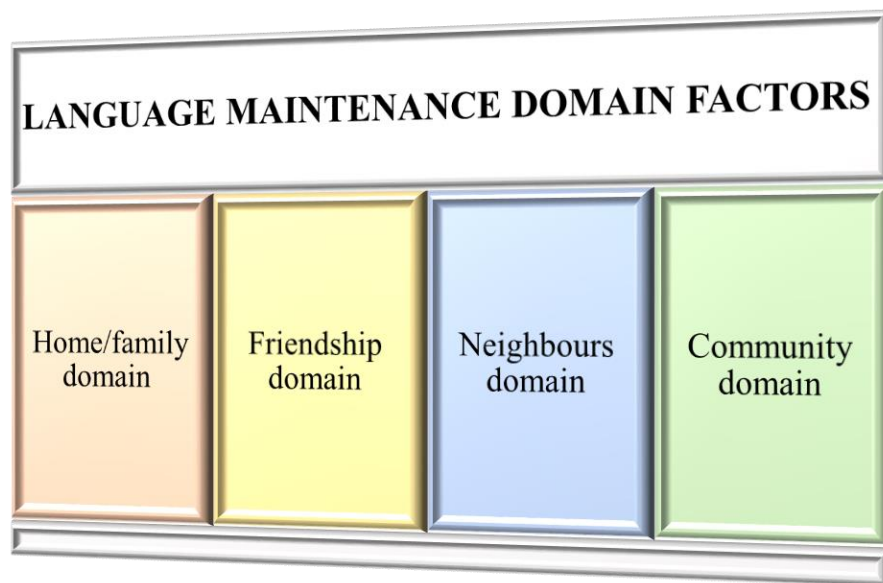 LANGUAGE MAINTENANCE DOMAIN FACTORS
Home/family
domain
Friendship
domain
Neighbours
domain
Community
domain